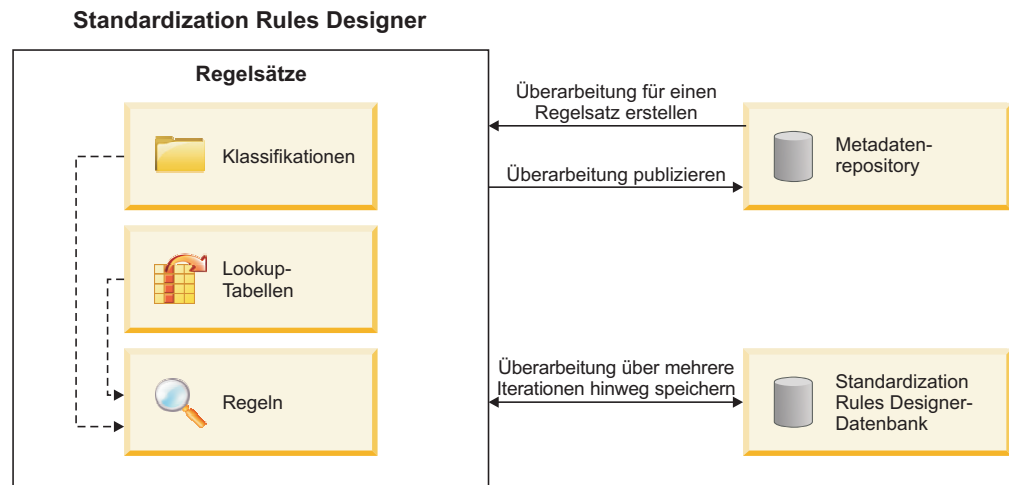 Standardization Rules Designer
Regelsätze
Klassifikationen
Lookup-
Tabellen
Regeln
Überarbeitung für einen
Regelsatz erstellen
Überarbeitung publizieren
Überarbeitung über mehrere
Iterationen hinweg speichern
Metadaten-
repository
Standardization
Rules Designer-
Datenbank